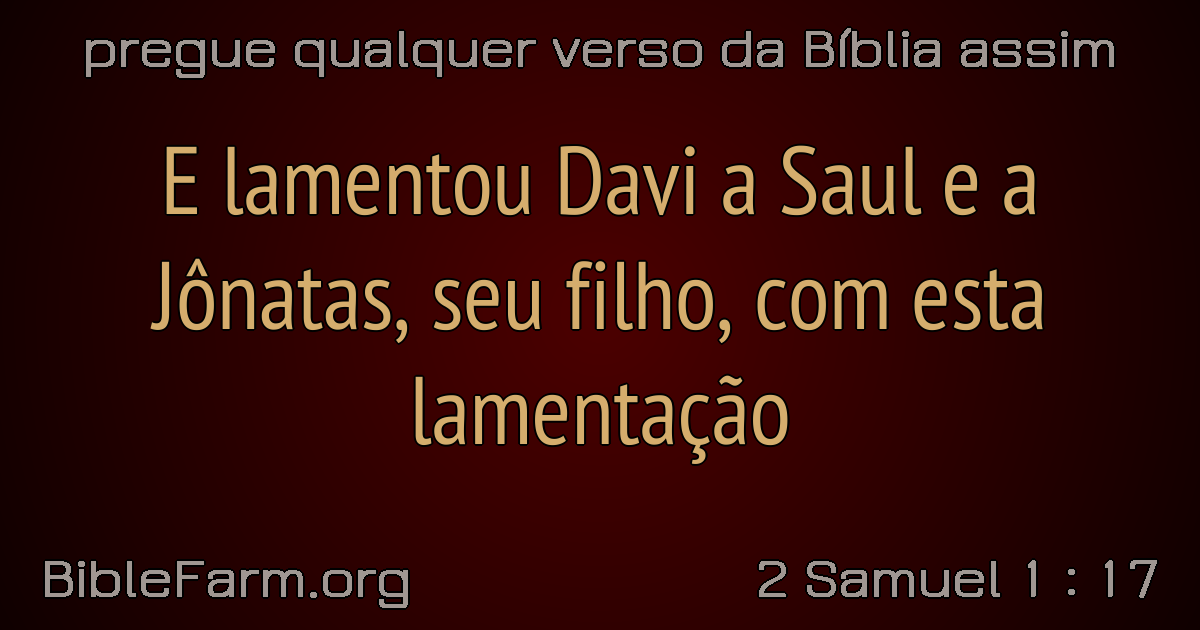 pregue qualquer verso da Bíblia assim
E lamentou Davi a Saul e a
Jônatas, seu filho, com esta
lamentação
BibleFarm.org
2 Samuel 1 : 17